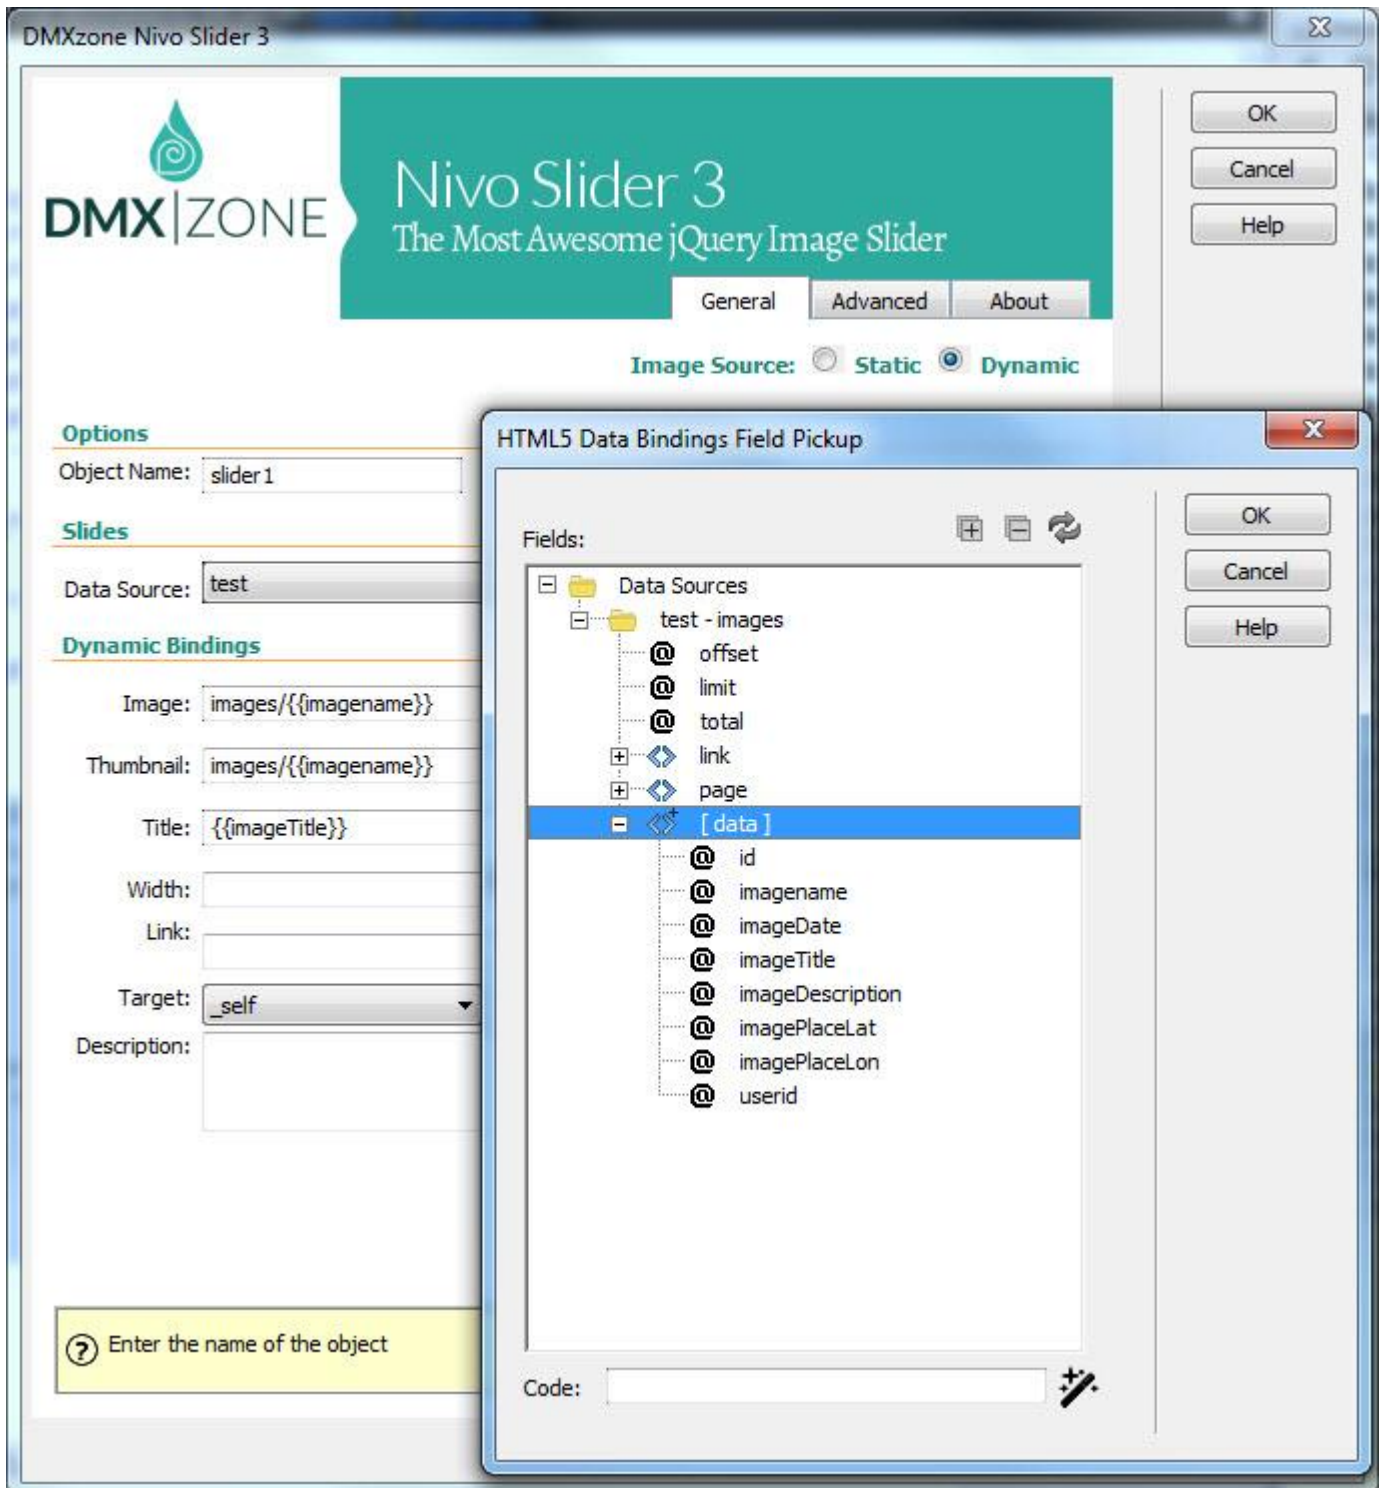 DMXzone Nivo Slider 3
DMX|ZONE
Nivo Slider 3
The Most Awesome jQuery Image Slider
General Advanced About
OK
Cancel
Help
Image Source: Static Dynamic
Options
Object Name: slider1
Slides
Data Source: test
Dynamic Bindings
Image: images/{{imagename}}
Thumbnail: images/{{imagename}}
Title: {{imageTitle}}
Width:
Link:
Target: _self
Description:
? Enter the name of the object
HTML5 Data Bindings Field Pickup
OK
Cancel
Help
Fields:
Data Sources
test - images
@ offset
@ limit
@ total
link
page
[ data ]
@ id
@ imagename
@ imageDate
@ imageTitle
@ imageDescription
@ imagePlaceLat
@ imagePlaceLon
@ userid
Code: